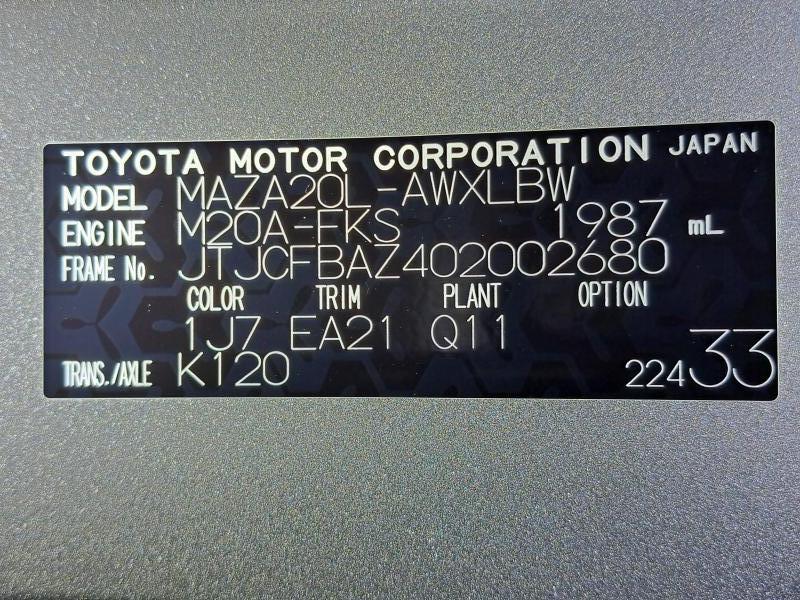 TOYOTA MOTOR CORPORATION JAPAN
MODEL MAZA20L-AWXLBW
ENGINE M20A-FKS 1987 mL
FRAME No. JTJCFBAZ402002680
COLOR TRIM PLANT OPTION
1J7 EA21 Q11
TRANS./AXLE K120 22433